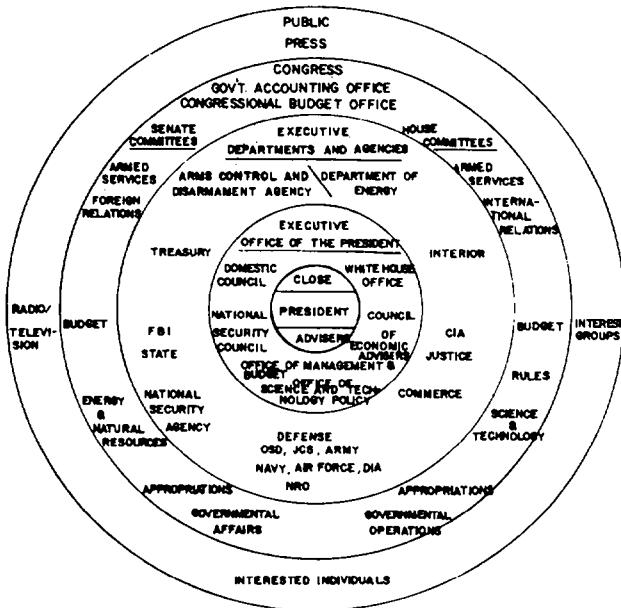 PUBLIC
PRESS
CONGRESS
GOV'T. ACCOUNTING OFFICE
CONGRESSIONAL BUDGET OFFICE
SENATE
COMMITTEES
HOUSE
COMMITTEES
EXECUTIVE
DEPARTMENTS AND AGENCIES
ARMED
SERVICES
ARMS CONTROL AND
DISARMAMENT AGENCY
DEPARTMENT OF
ENERGY
ARMED
SERVICES
FOREIGN
RELATIONS
INTERNA-
TIONAL
RELATIONS
EXECUTIVE
OFFICE OF THE PRESIDENT
TREASURY
INTERIOR
DOMESTIC
COUNCIL
WHITE HOUSE
OFFICE
CLOSE
PRESIDENT
ADVISERS
NATIONAL
SECURITY
COUNCIL
COUNCIL
OF
ECONOMIC
ADVISERS
RADIO/
TELEVI-
SION
BUDGET
FBI
STATE
CIA
JUSTICE
BUDGET
INTEREST
GROUPS
OFFICE OF MANAGEMENT &
BUDGET
OFFICE OF
SCIENCE AND TECH-
NOLOGY POLICY
RULES
COMMERCE
ENERGY
&
NATURAL
RESOURCES
NATIONAL
SECURITY
AGENCY
SCIENCE
&
TECHNOLOGY
DEFENSE
OSD, JCS, ARMY
NAVY, AIR FORCE, DIA
NRO
APPROPRIATIONS
APPROPRIATIONS
GOVERNMENTAL
AFFAIRS
GOVERNMENTAL
OPERATIONS
INTERESTED INDIVIDUALS